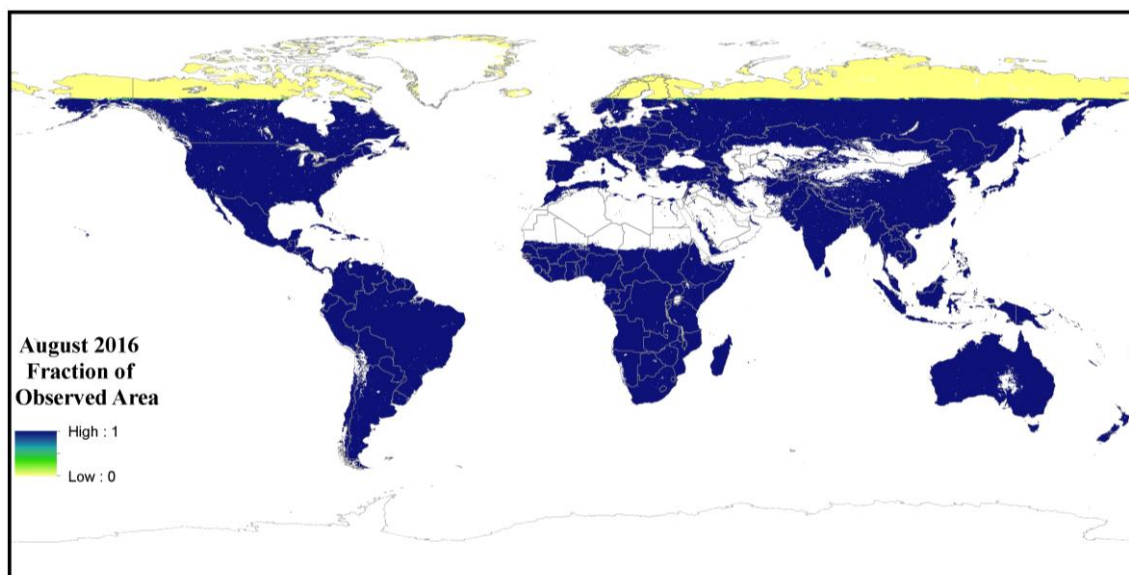 August 2016
Fraction of
Observed Area
High : 1
Low : 0